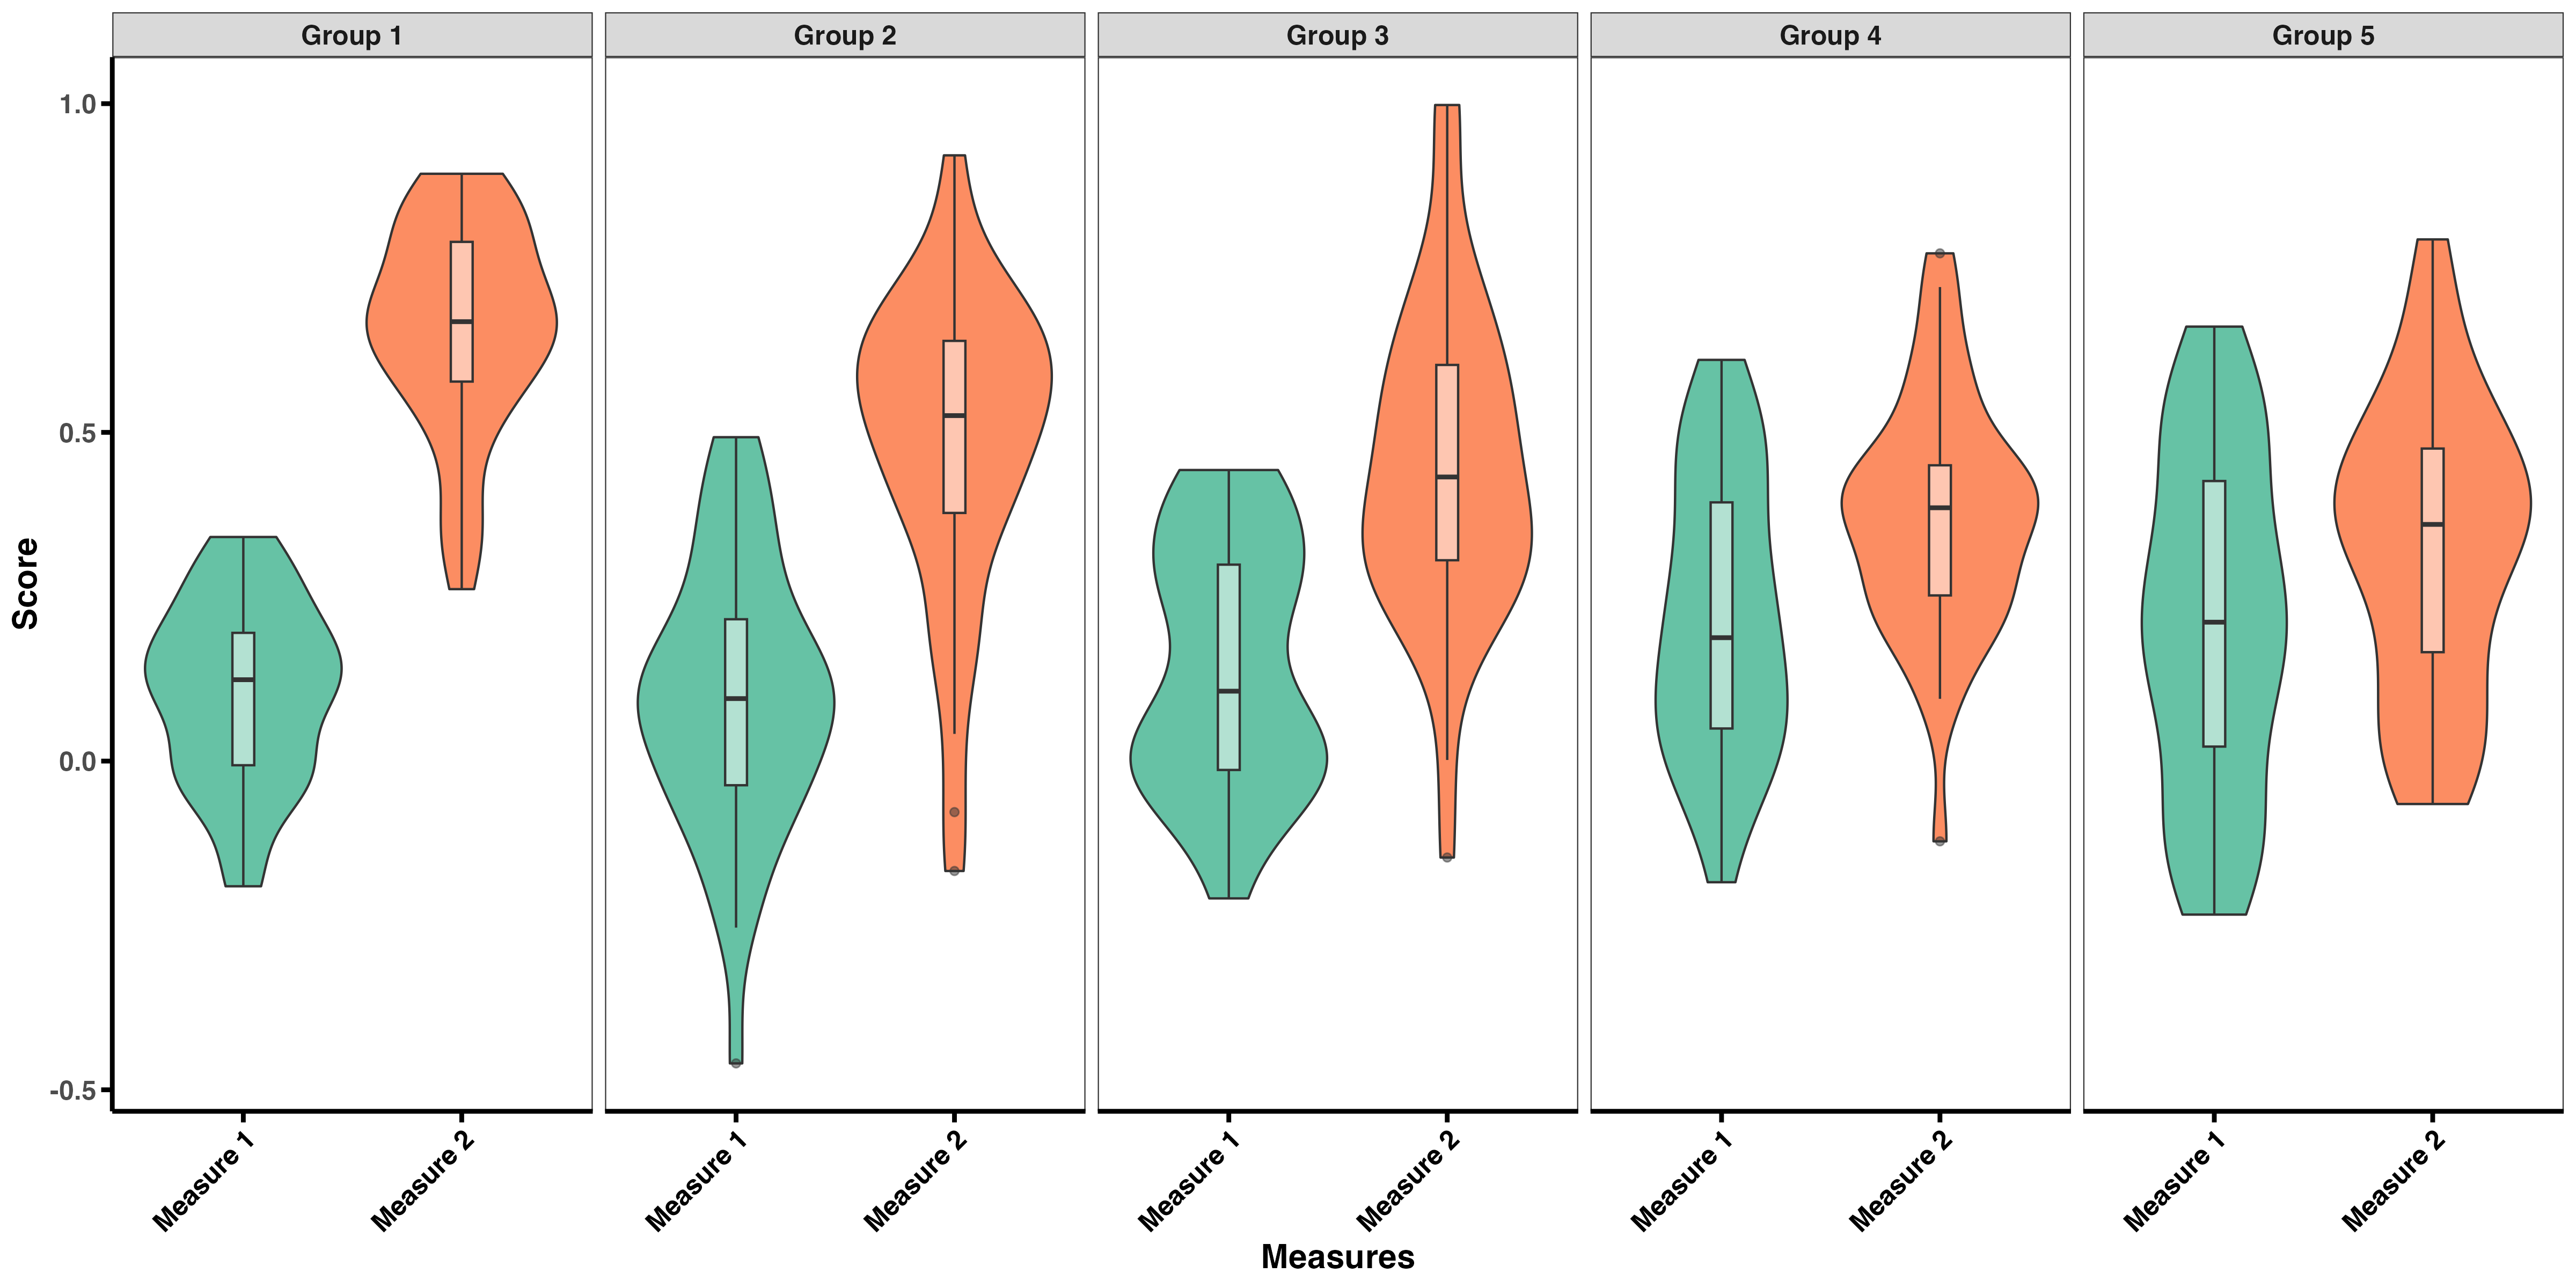 Group 1
Group 2
Group 3
Group 4
Group 5
1.0
0.5
0.0
-0.5
Score
Measure 1
Measure 2
Measure 1
Measure 2
Measure 1
Measure 2
Measure 1
Measure 2
Measure 1
Measure 2
Measures